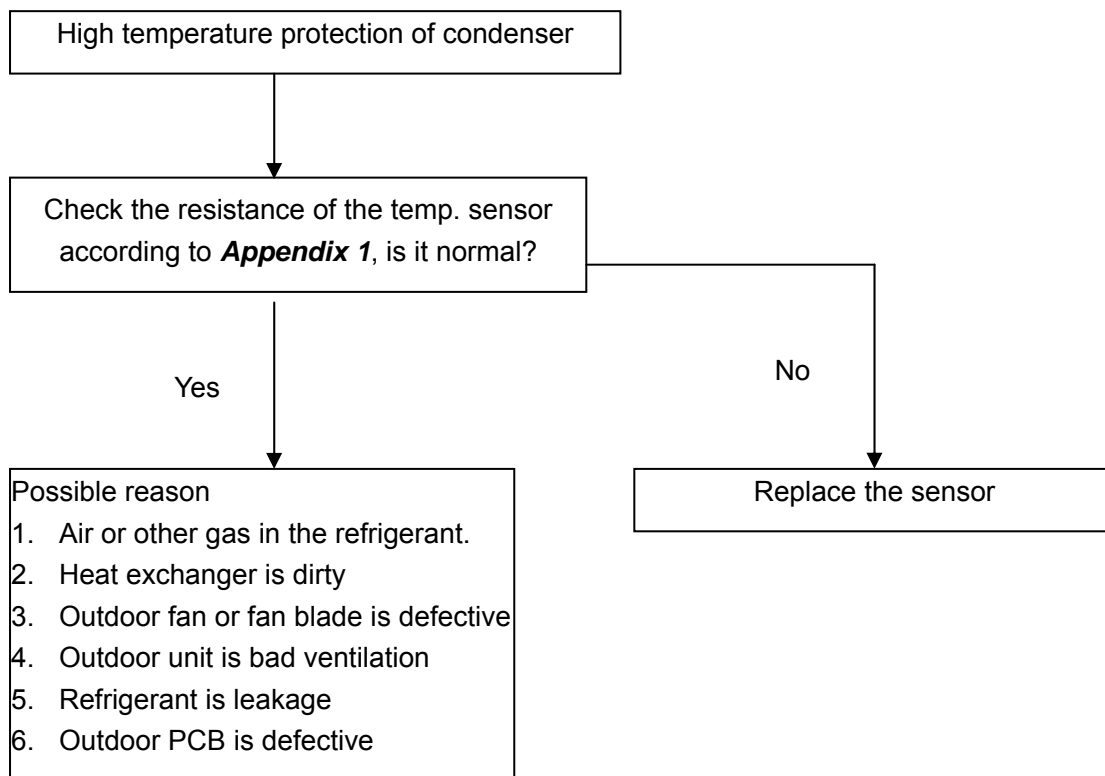 High temperature protection of condenser
Check the resistance of the temp. sensor
according to Appendix 1, is it normal?
Yes
No
Possible reason
1. Air or other gas in the refrigerant.
2. Heat exchanger is dirty
3. Outdoor fan or fan blade is defective
4. Outdoor unit is bad ventilation
5. Refrigerant is leakage
6. Outdoor PCB is defective
Replace the sensor